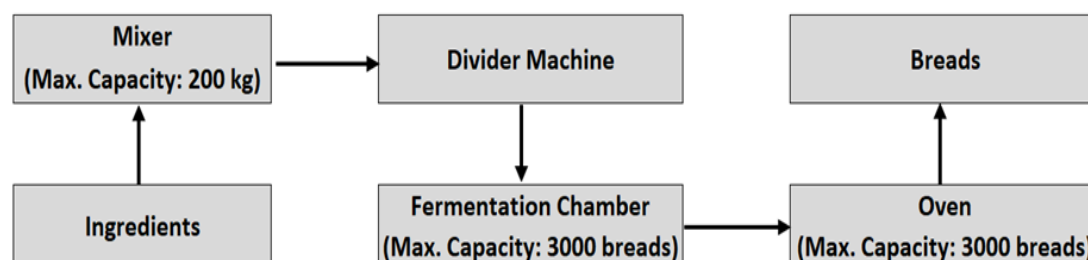 Mixer
(Max. Capacity: 200 kg)
Divider Machine
Breads
Ingredients
Fermentation Chamber
(Max. Capacity: 3000 breads)
Oven
(Max. Capacity: 3000 breads)